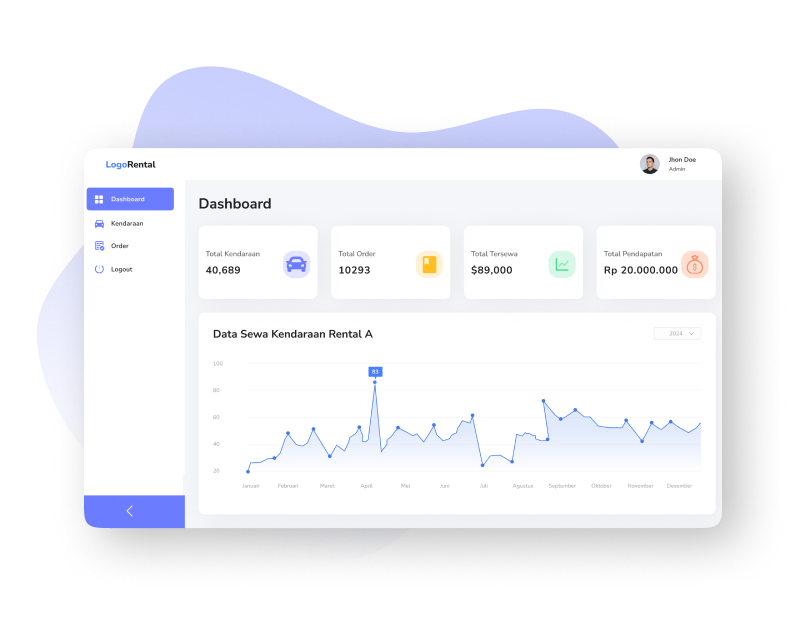 LogoRental
Jhon Doe
Admin
Dashboard
Kendaraan
Order
Logout
Dashboard
Total Kendaraan
40,689
Total Order
10293
Total Tersewa
$89,000
Total Pendapatan
Rp 20.000.000
Data Sewa Kendaraan Rental A
2024
100
80
60
40
20
83
Januari Februari Maret April Mei Juni Juli Agustus September Oktober November Desember